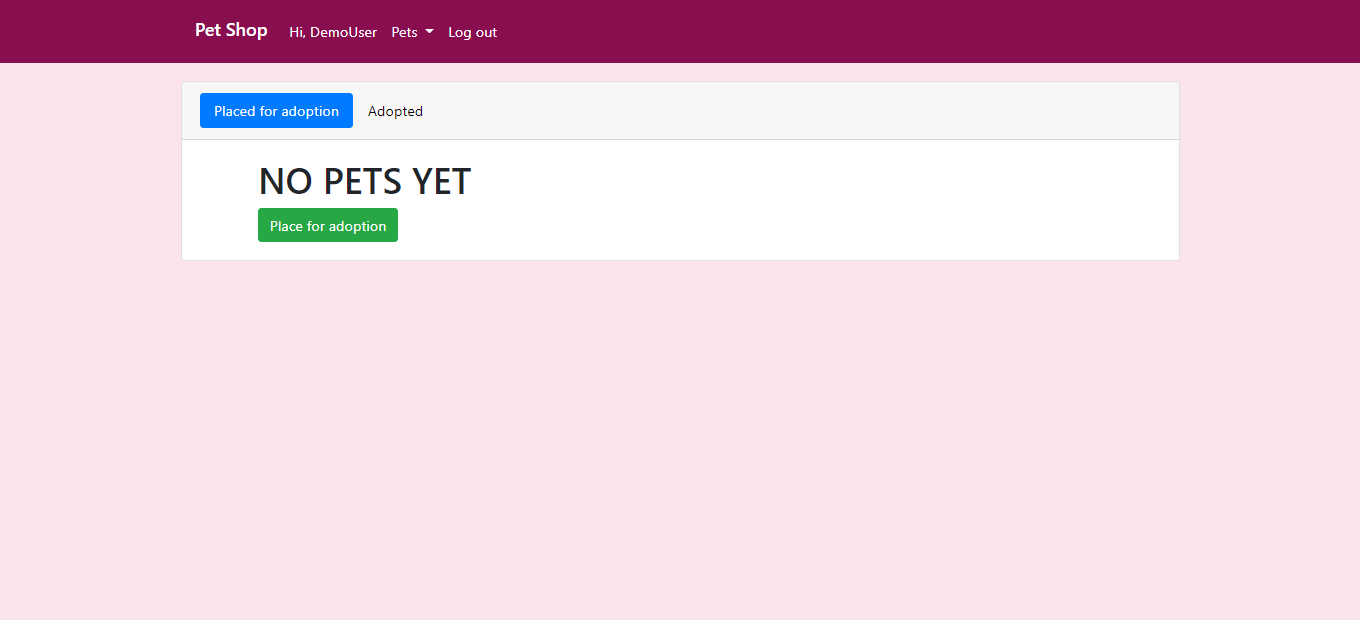 Pet Shop Hi, DemoUser Pets Log out
Placed for adoption Adopted
NO PETS YET
Place for adoption